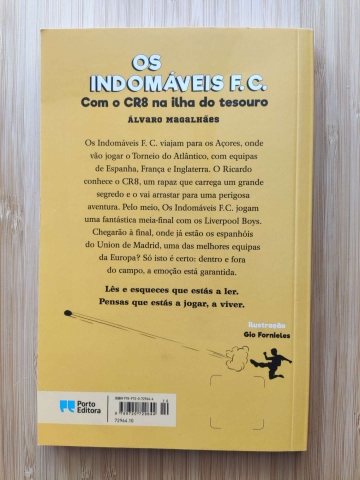 OS
INDOMÁVEIS F. C.
Com o CR8 na ilha do tesouro
ÁLVARO MAGALHÃES
Os Indomáveis F. C. viajam para os Açores, onde
vão jogar o Torneio do Atlântico, com equipas
de Espanha, França e Inglaterra. O Ricardo
conhece o CR8, um rapaz que carrega um grande
segredo e o vai arrastar para uma perigosa
aventura. Pelo meio, Os Indomáveis F.C. jogam
uma fantástica meia-final com os Liverpool Boys.
Chegarão à final, onde já estão os espanhóis
do Union de Madrid, uma das melhores equipas
da Europa? Só isto é certo: dentro e fora
do campo, a emoção está garantida.
Lês e esqueces que estás a ler.
Pensas que estás a jogar, a viver.
Ilustração
Gio Fornieles
Porto
Editora
72964.10